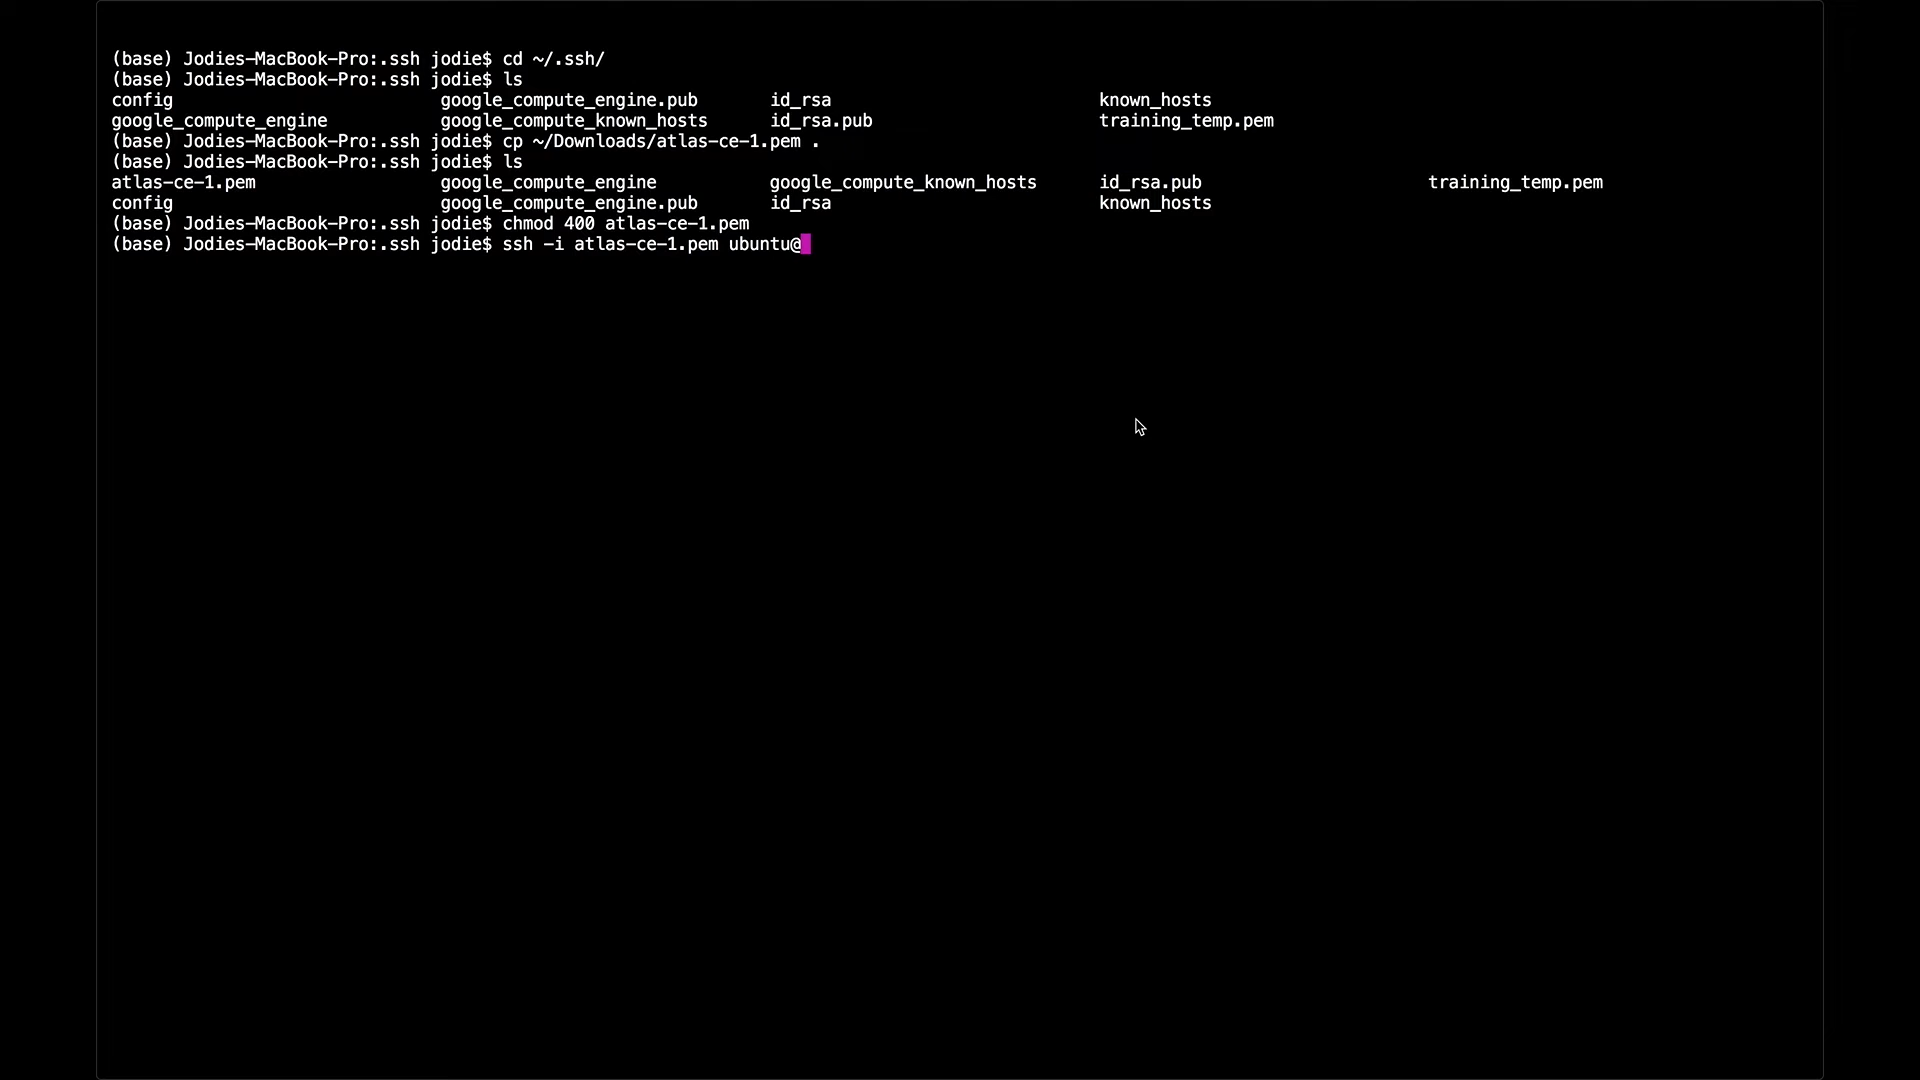 (base) Jodies-MacBook-Pro:.ssh jodie$ cd ~/.ssh/
(base) Jodies-MacBook-Pro:.ssh jodie$ ls
config google_compute_engine.pub id_rsa known_hosts
google_compute_engine google_compute_known_hosts id_rsa.pub training_temp.pem
(base) Jodies-MacBook-Pro:.ssh jodie$ cp ~/Downloads/atlas-ce-1.pem .
(base) Jodies-MacBook-Pro:.ssh jodie$ ls
atlas-ce-1.pem google_compute_engine google_compute_known_hosts id_rsa.pub training_temp.pem
config google_compute_engine.pub id_rsa known_hosts
(base) Jodies-MacBook-Pro:.ssh jodie$ chmod 400 atlas-ce-1.pem
(base) Jodies-MacBook-Pro:.ssh jodie$ ssh -i atlas-ce-1.pem ubuntu@